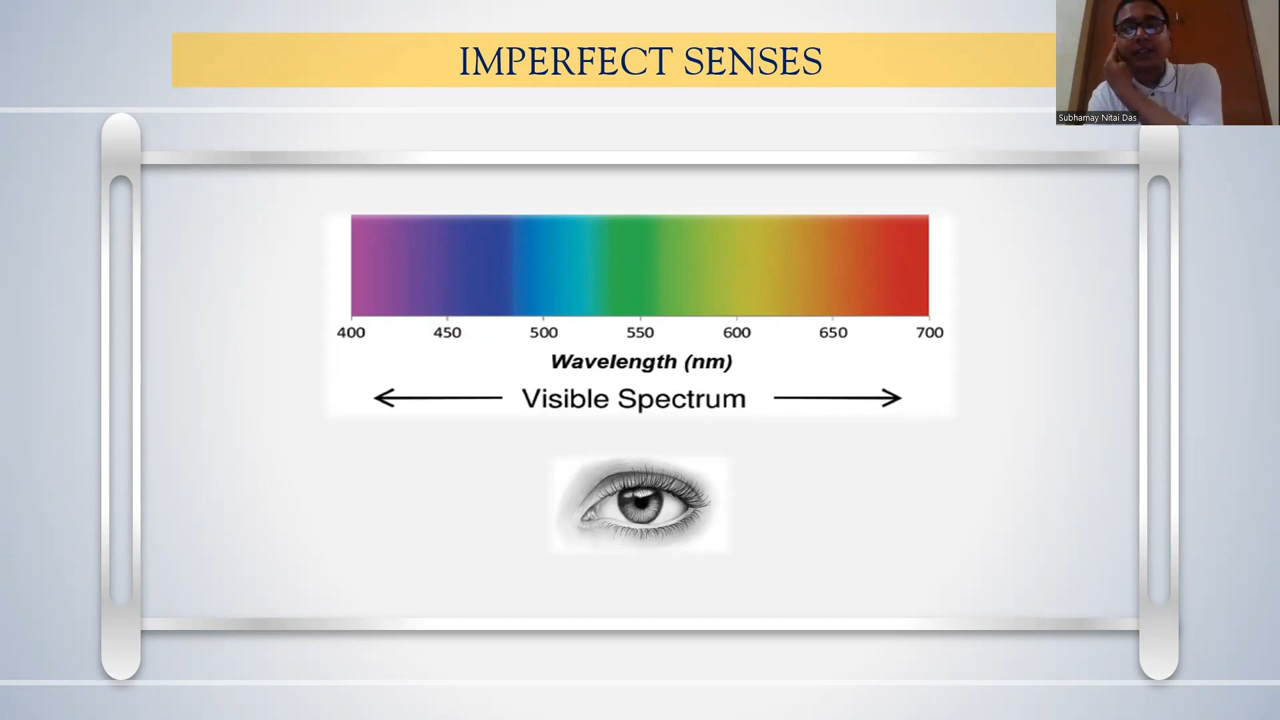 IMPERFECT SENSES
Subhamay Nitai Das
400 450 500 550 600 650 700
Wavelength (nm)
Visible Spectrum